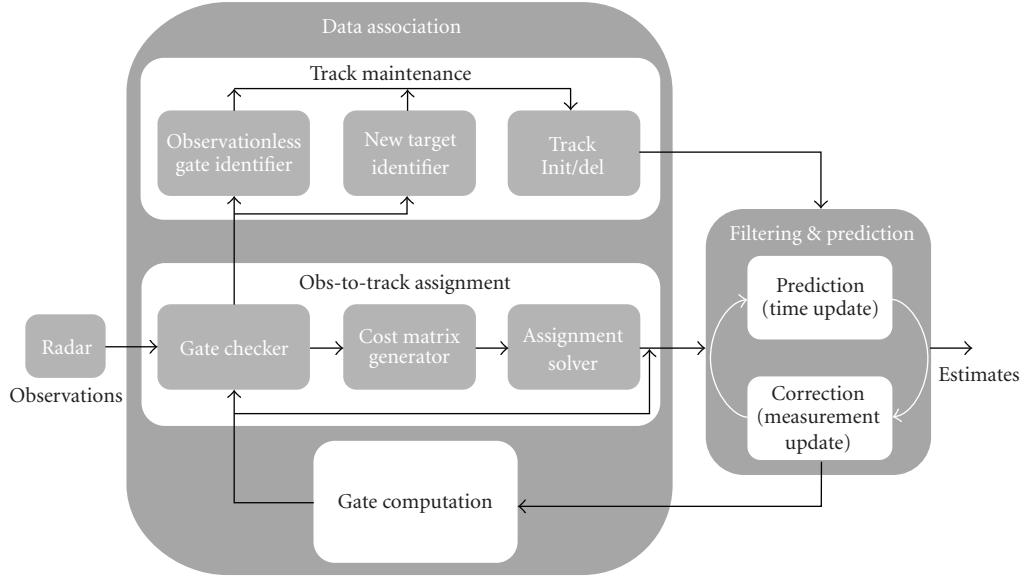 Data association
Track maintenance
Observationless
gate identifier
New target
identifier
Track
Init/del
Filtering & prediction
Prediction
(time update)
Obs-to-track assignment
Radar
Observations
Gate checker
Cost matrix
generator
Assignment
solver
Estimates
Correction
(measurement
update)
Gate computation